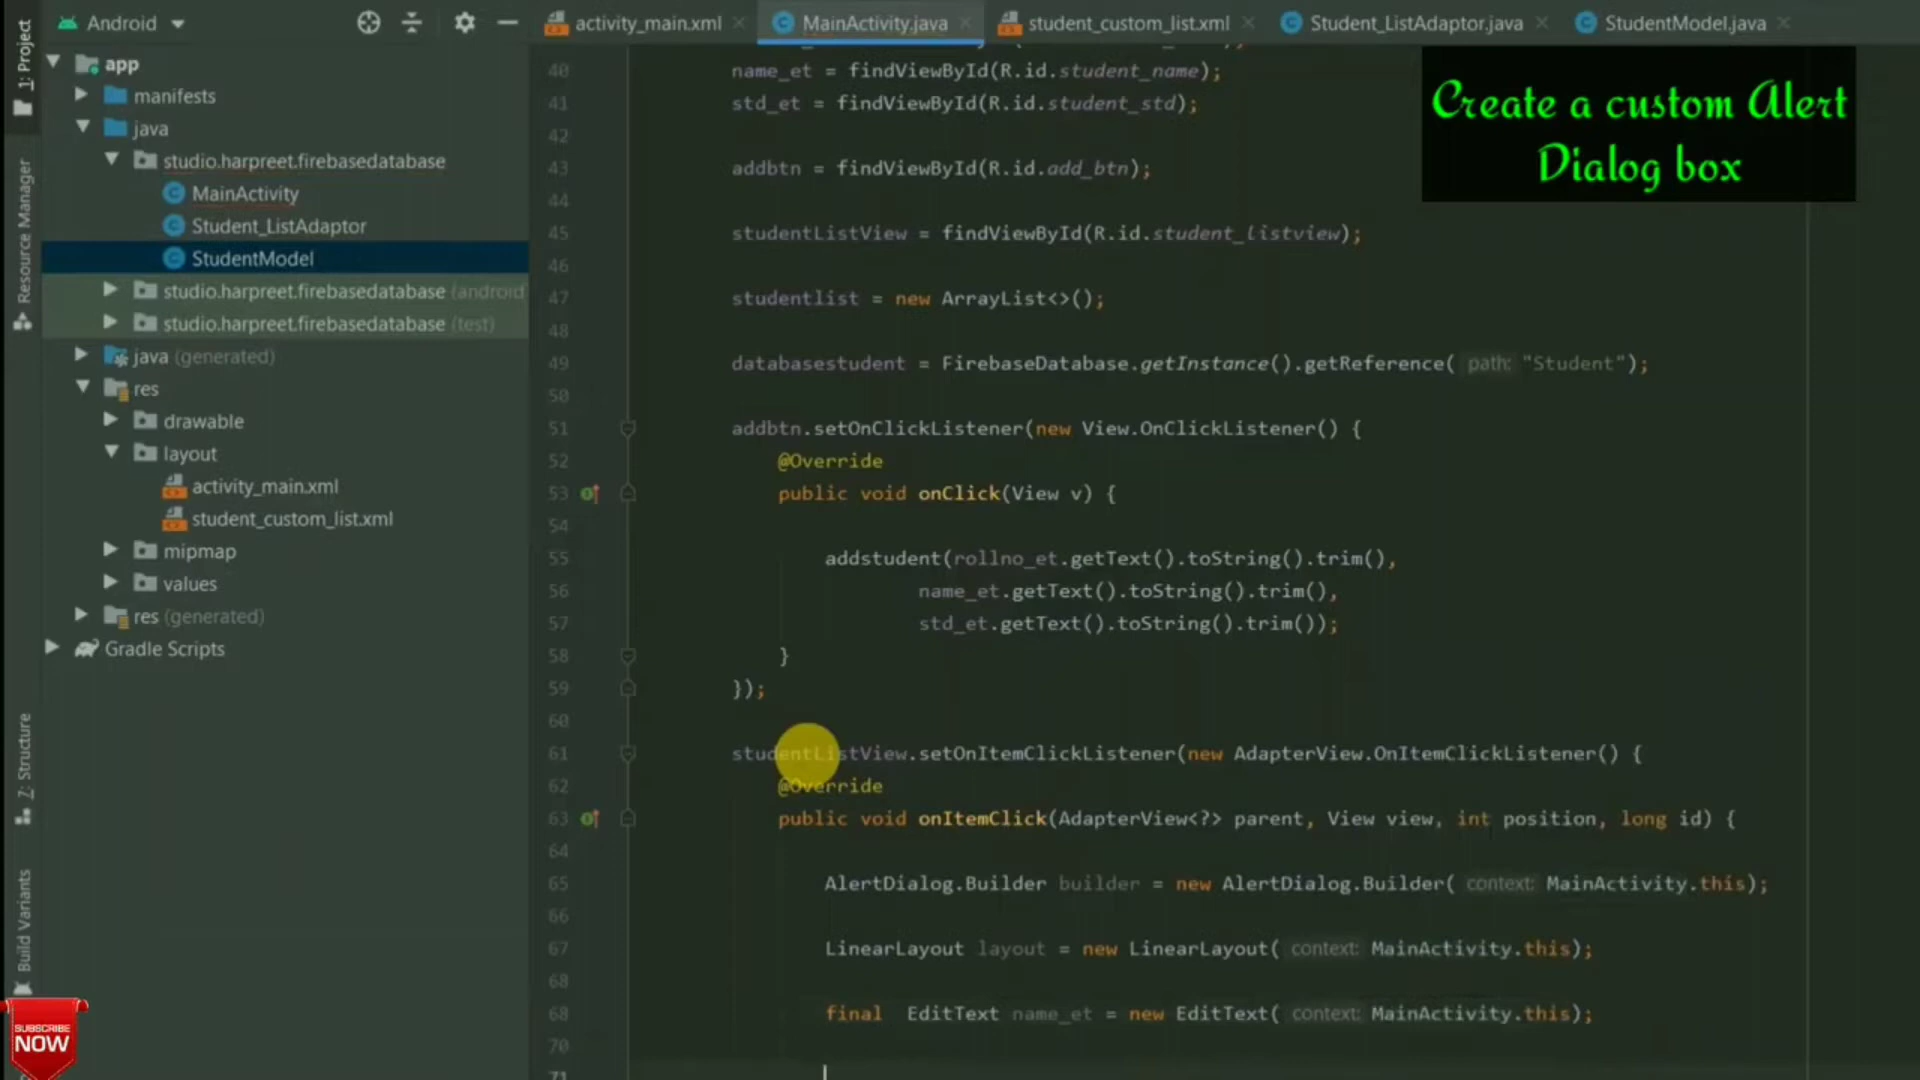 Android
activity_main.xml
MainActivity.java
student_custom_list.xml
Student_ListAdaptor.java
StudentModel.java
1: Project
Resource Manager
7: Structure
Build Variants
app
manifests
java
studio.harpreet.firebasedatabase
MainActivity
Student_ListAdaptor
StudentModel
studio.harpreet.firebasedatabase (android
studio.harpreet.firebasedatabase (test)
java (generated)
res
drawable
layout
activity_main.xml
student_custom_list.xml
mipmap
values
res (generated)
Gradle Scripts
Create a custom Alert
Dialog box
40 name_et = findViewById(R.id.student_name);
41 std_et = findViewById(R.id.student_std);
42
43 addbtn = findViewById(R.id.add_btn);
44
45 studentListView = findViewById(R.id.student_listview);
46
47 studentlist = new ArrayList<>();
48
49 databasestudent = FirebaseDatabase.getInstance().getReference( path: "Student");
50
51 addbtn.setOnClickListener(new View.OnClickListener() {
52 @Override
53 public void onClick(View v) {
54
55 addstudent(rollno_et.getText().toString().trim(),
56 name_et.getText().toString().trim(),
57 std_et.getText().toString().trim());
58 }
59 });
60
61 studentListView.setOnItemClickListener(new AdapterView.OnItemClickListener() {
62 @Override
63 public void onItemClick(AdapterView<?> parent, View view, int position, long id) {
64
65 AlertDialog.Builder builder = new AlertDialog.Builder( context: MainActivity.this);
66
67 LinearLayout layout = new LinearLayout( context: MainActivity.this);
68
68 final EditText name_et = new EditText( context: MainActivity.this);
70
71
SUBSCRIBE
NOW